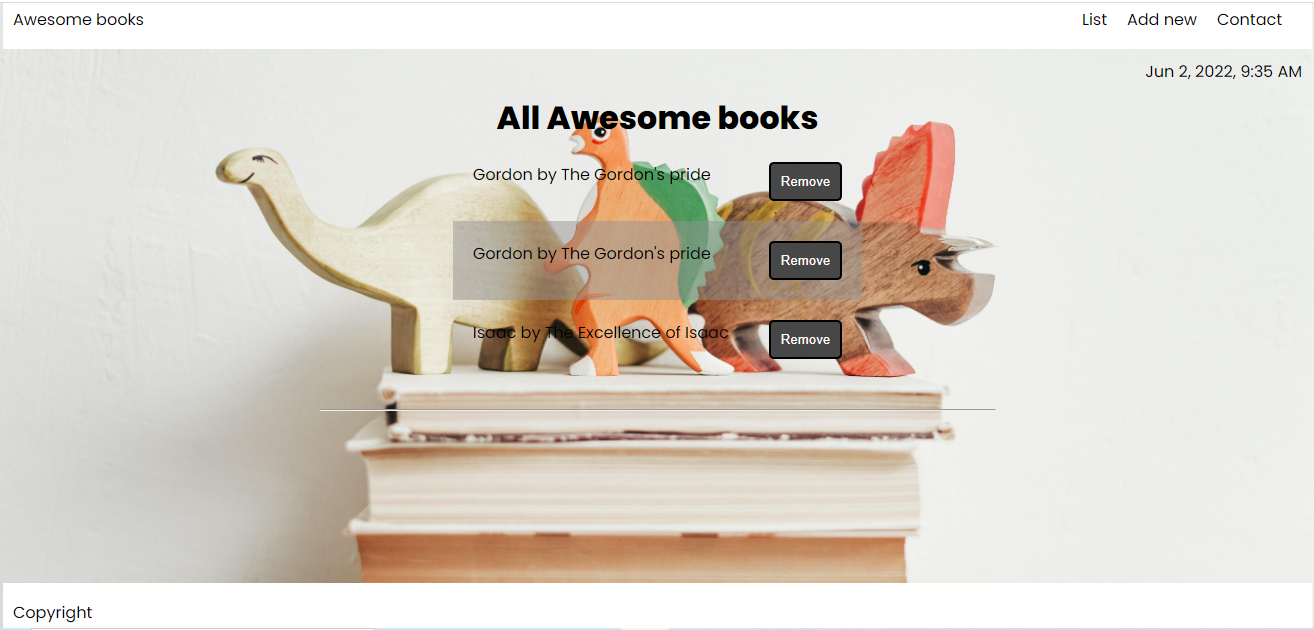 Awesome books List Add new Contact
Jun 2, 2022, 9:35 AM
All Awesome books
Gordon by The Gordon's pride Remove
Gordon by The Gordon's pride Remove
Isaac by The Excellence of Isaac Remove
Copyright